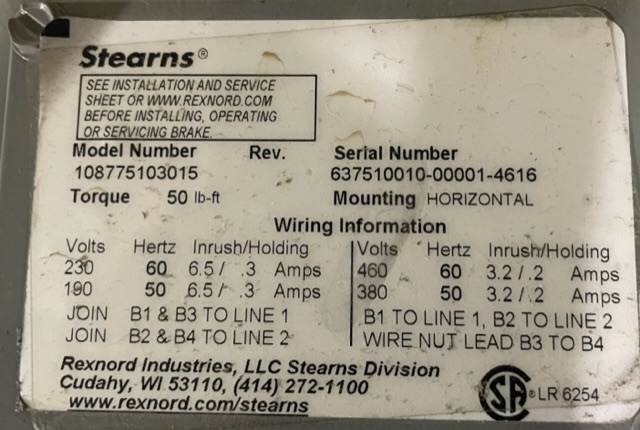 Stearns®
SEE INSTALLATION AND SERVICE
SHEET OR WWW.REXNORD.COM
BEFORE INSTALLING, OPERATING
OR SERVICING BRAKE.
Model Number Rev. Serial Number
108775103015 637510010-00001-4616
Torque 50 lb-ft Mounting HORIZONTAL
Wiring Information
Volts Hertz Inrush/Holding Volts Hertz Inrush/Holding
230 60 6.5 / .3 Amps 460 60 3.2 / .2 Amps
190 50 6.5 / .3 Amps 380 50 3.2 / .2 Amps
JOIN B1 & B3 TO LINE 1 B1 TO LINE 1, B2 TO LINE 2
JOIN B2 & B4 TO LINE 2 WIRE NUT LEAD B3 TO B4
Rexnord Industries, LLC Stearns Division
Cudahy, WI 53110, (414) 272-1100
www.rexnord.com/stearns
SA® LR 6254